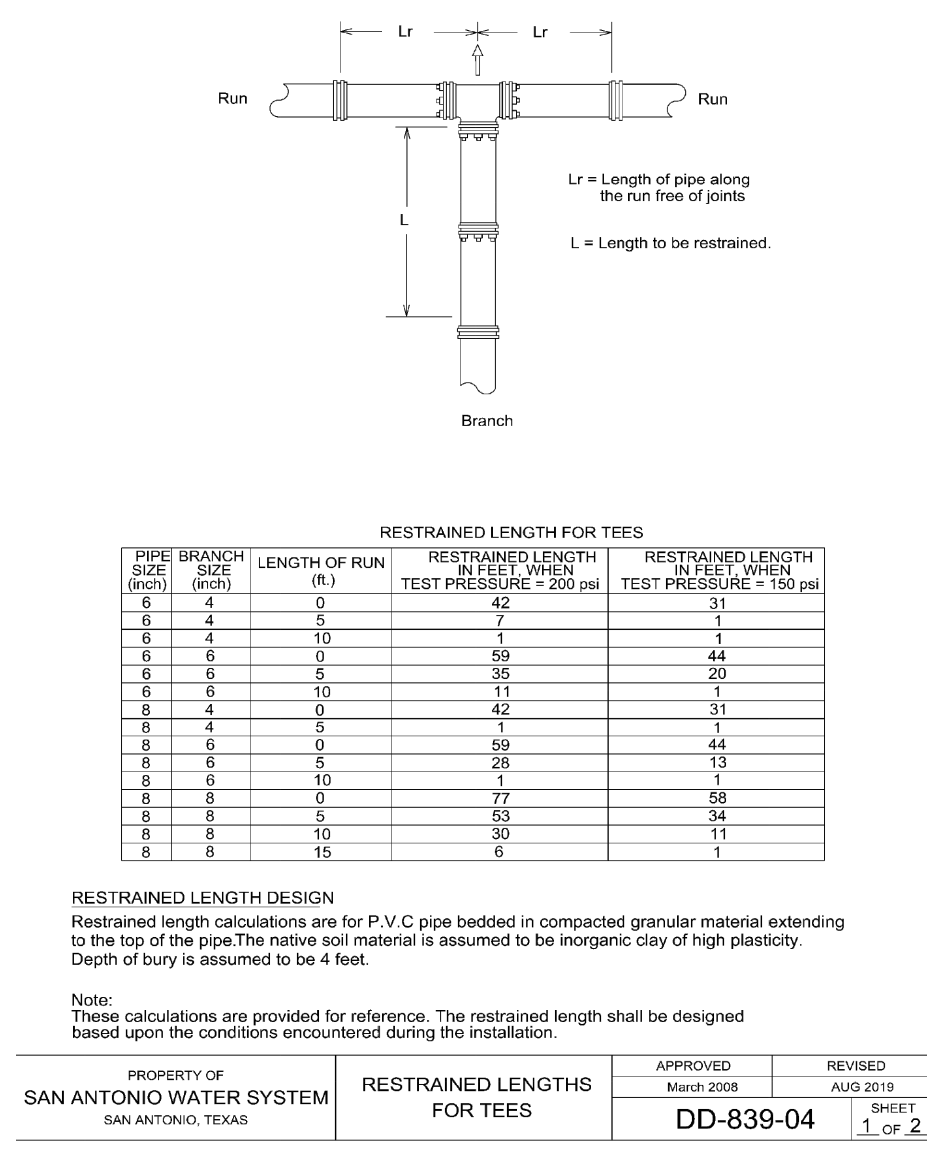 Lr Lr
Run Run
Lr = Length of pipe along
the run free of joints
L
L = Length to be restrained.
Branch
RESTRAINED LENGTH FOR TEES
PIPE SIZE (inch) BRANCH SIZE (inch) LENGTH OF RUN (ft.) RESTRAINED LENGTH IN FEET, WHEN TEST PRESSURE = 200 psi RESTRAINED LENGTH IN FEET, WHEN TEST PRESSURE = 150 psi
6 4 0 42 31
6 4 5 7 1
6 4 10 1 1
6 6 0 59 44
6 6 5 35 20
6 6 10 11 1
8 4 0 42 31
8 4 5 1 1
8 6 0 59 44
8 6 5 28 13
8 6 10 1 1
8 8 0 77 58
8 8 5 53 34
8 8 10 30 11
8 8 15 6 1
RESTRAINED LENGTH DESIGN
Restrained length calculations are for P.V.C pipe bedded in compacted granular material extending
to the top of the pipe.The native soil material is assumed to be inorganic clay of high plasticity.
Depth of bury is assumed to be 4 feet.
Note:
These calculations are provided for reference. The restrained length shall be designed
based upon the conditions encountered during the installation.
PROPERTY OF
SAN ANTONIO WATER SYSTEM
SAN ANTONIO, TEXAS
RESTRAINED LENGTHS
FOR TEES
APPROVED REVISED
March 2008 AUG 2019
DD-839-04
SHEET
1 OF 2